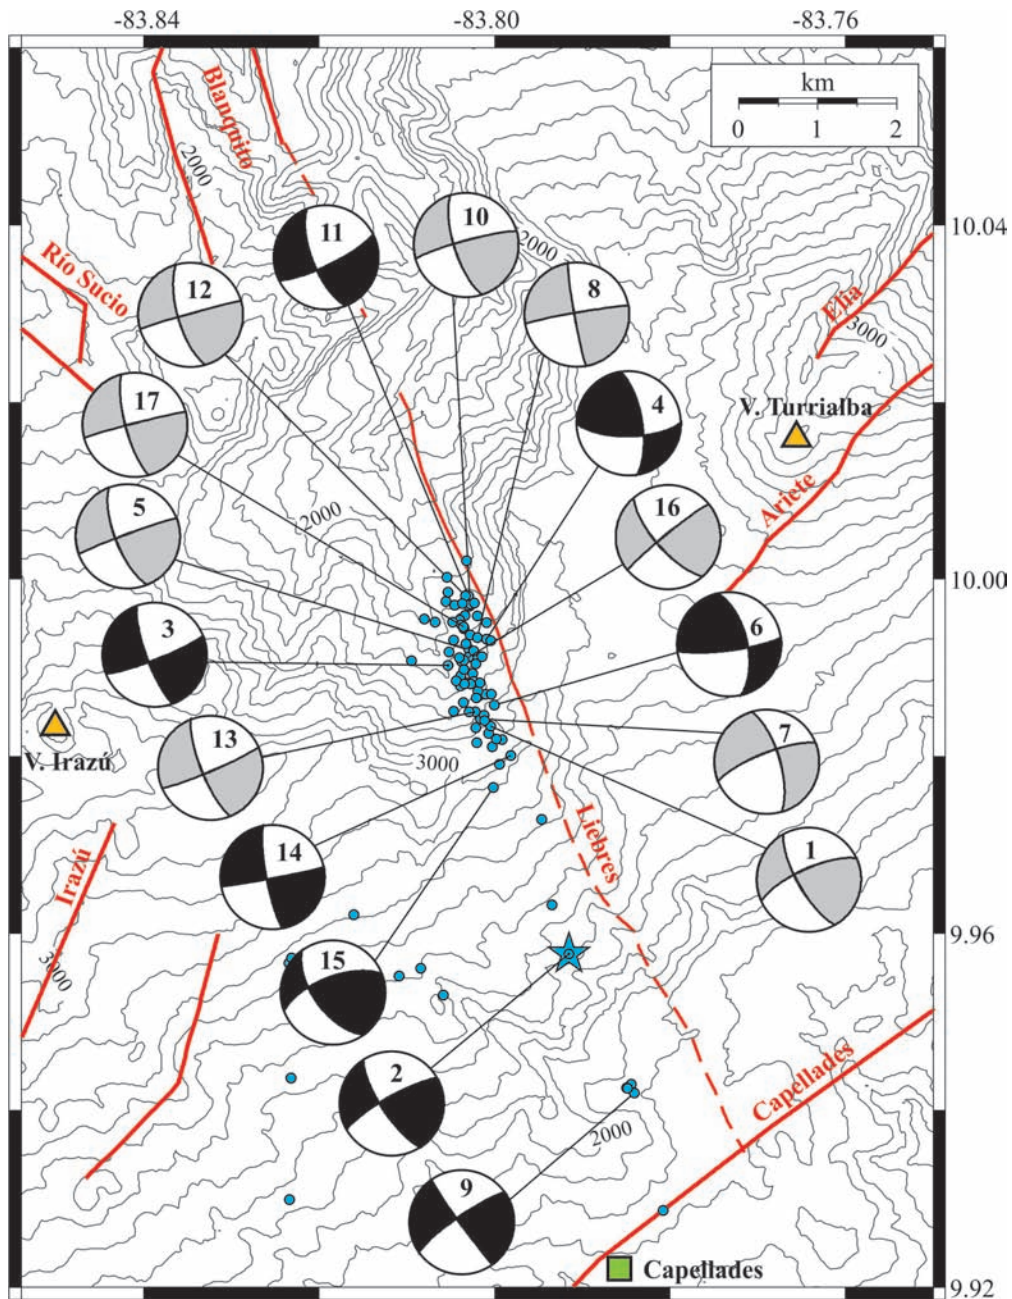 -83.84
-83.80
-83.76
km
0 1 2
Blanquito
2000
10.04
11
10
2000
Río Sucio
12
8
Elia
3000
17
4
V. Turrialba
5
2000
16
Ariete
10.00
3
6
V. Irazú
13
3000
7
Liebres
14
1
Irazú
3000
15
9.96
2
Capellades
2000
9
Capellades
9.92